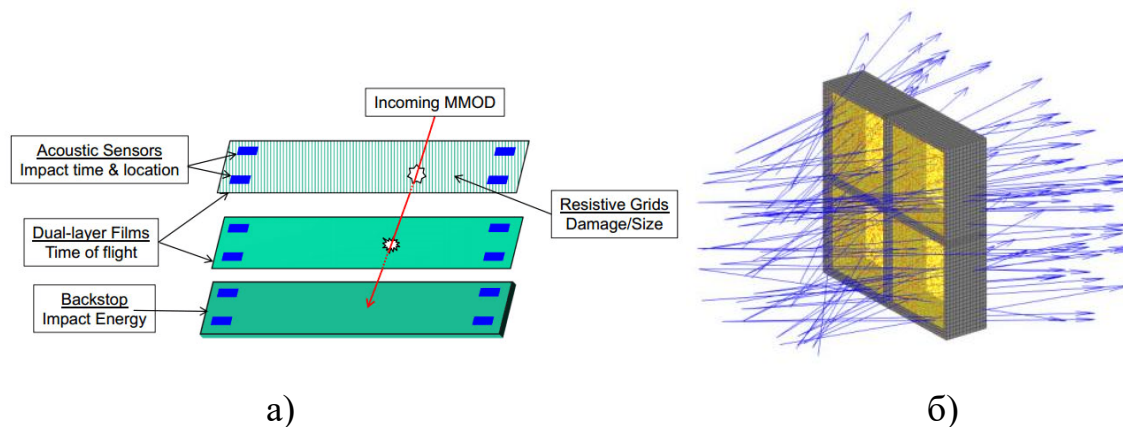 Incoming MMOD
Acoustic Sensors
Impact time & location
Resistive Grids
Damage/Size
Dual-layer Films
Time of flight
Backstop
Impact Energy
а)
б)